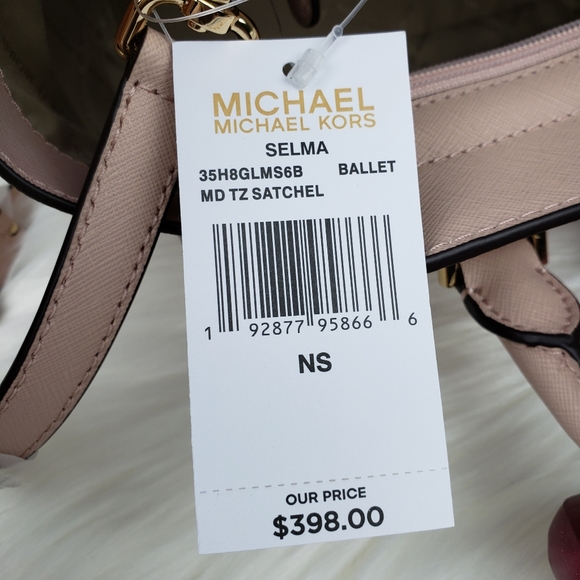 MICHAEL
MICHAEL KORS
SELMA
35H8GLMS6B BALLET
MD TZ SATCHEL
1 92877 95866 6
NS
OUR PRICE
$398.00